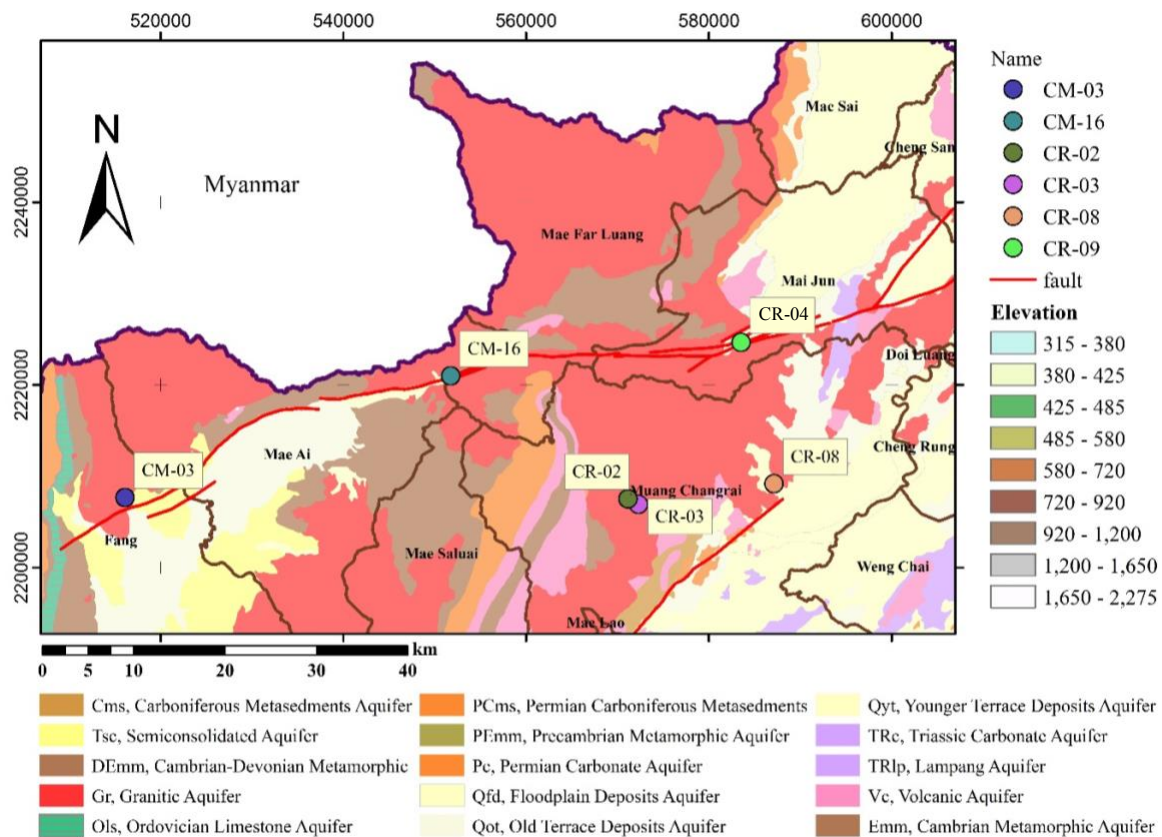 520000 540000 560000 580000 600000
Name
CM-03
CM-16
CR-02
CR-03
CR-08
CR-09
fault
Elevation
315 - 380
380 - 425
425 - 485
485 - 580
580 - 720
720 - 920
920 - 1,200
1,200 - 1,650
1,650 - 2,275
2240000
2220000
2200000
N
Myanmar
Mac Sai
Cheng San
Mae Far Luang
Mai Jun
CR-04
CM-16
Doi Luang
Mae Ai
Cheng Rung
CM-03
CR-02
CR-08
Muang Changrai
CR-03
Fang
Mae Saluai
Weng Chai
Mac Lao
km
0 5 10 20 30 40
Cms, Carboniferous Metasedments Aquifer
Tsc, Semiconsolidated Aquifer
DEmm, Cambrian-Devonian Metamorphic
Gr, Granitic Aquifer
Ols, Ordovician Limestone Aquifer
PCms, Permian Carboniferous Metasedments
PEmm, Precambrian Metamorphic Aquifer
Pc, Permian Carbonate Aquifer
Qfd, Floodplain Deposits Aquifer
Qot, Old Terrace Deposits Aquifer
Qyt, Younger Terrace Deposits Aquifer
TRc, Triassic Carbonate Aquifer
TRlp, Lampang Aquifer
Vc, Volcanic Aquifer
Emm, Cambrian Metamorphic Aquifer